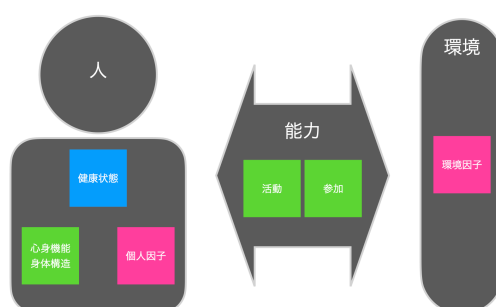 人
健康状態
心身機能
身体構造
個人因子
能力
活動
参加
環境
環境因子